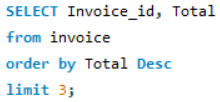 SELECT Invoice_id, Total
from invoice
order by Total Desc
limit 3;